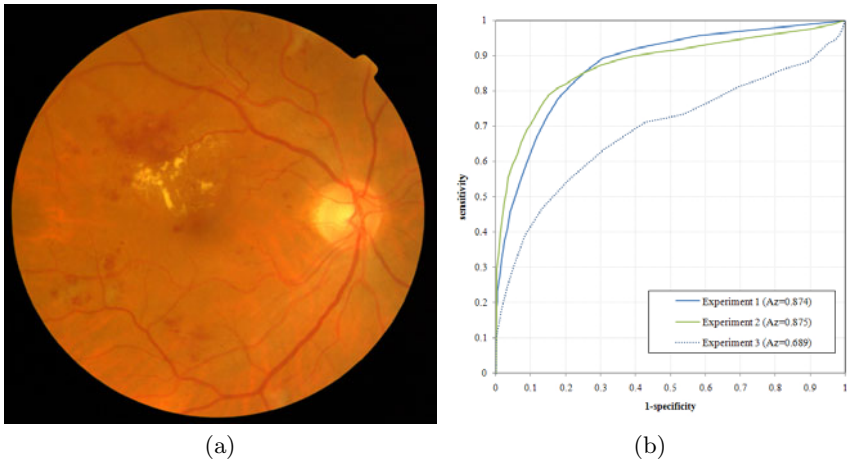 1
0.9
0.8
0.7
0.6
0.5
0.4
0.3
0.2
0.1
0
sensitivity
Experiment 1 (Az=0.874)
Experiment 2 (Az=0.875)
Experiment 3 (Az=0.689)
0 0.1 0.2 0.3 0.4 0.5 0.6 0.7 0.8 0.9 1
1-specificity
(a) (b)